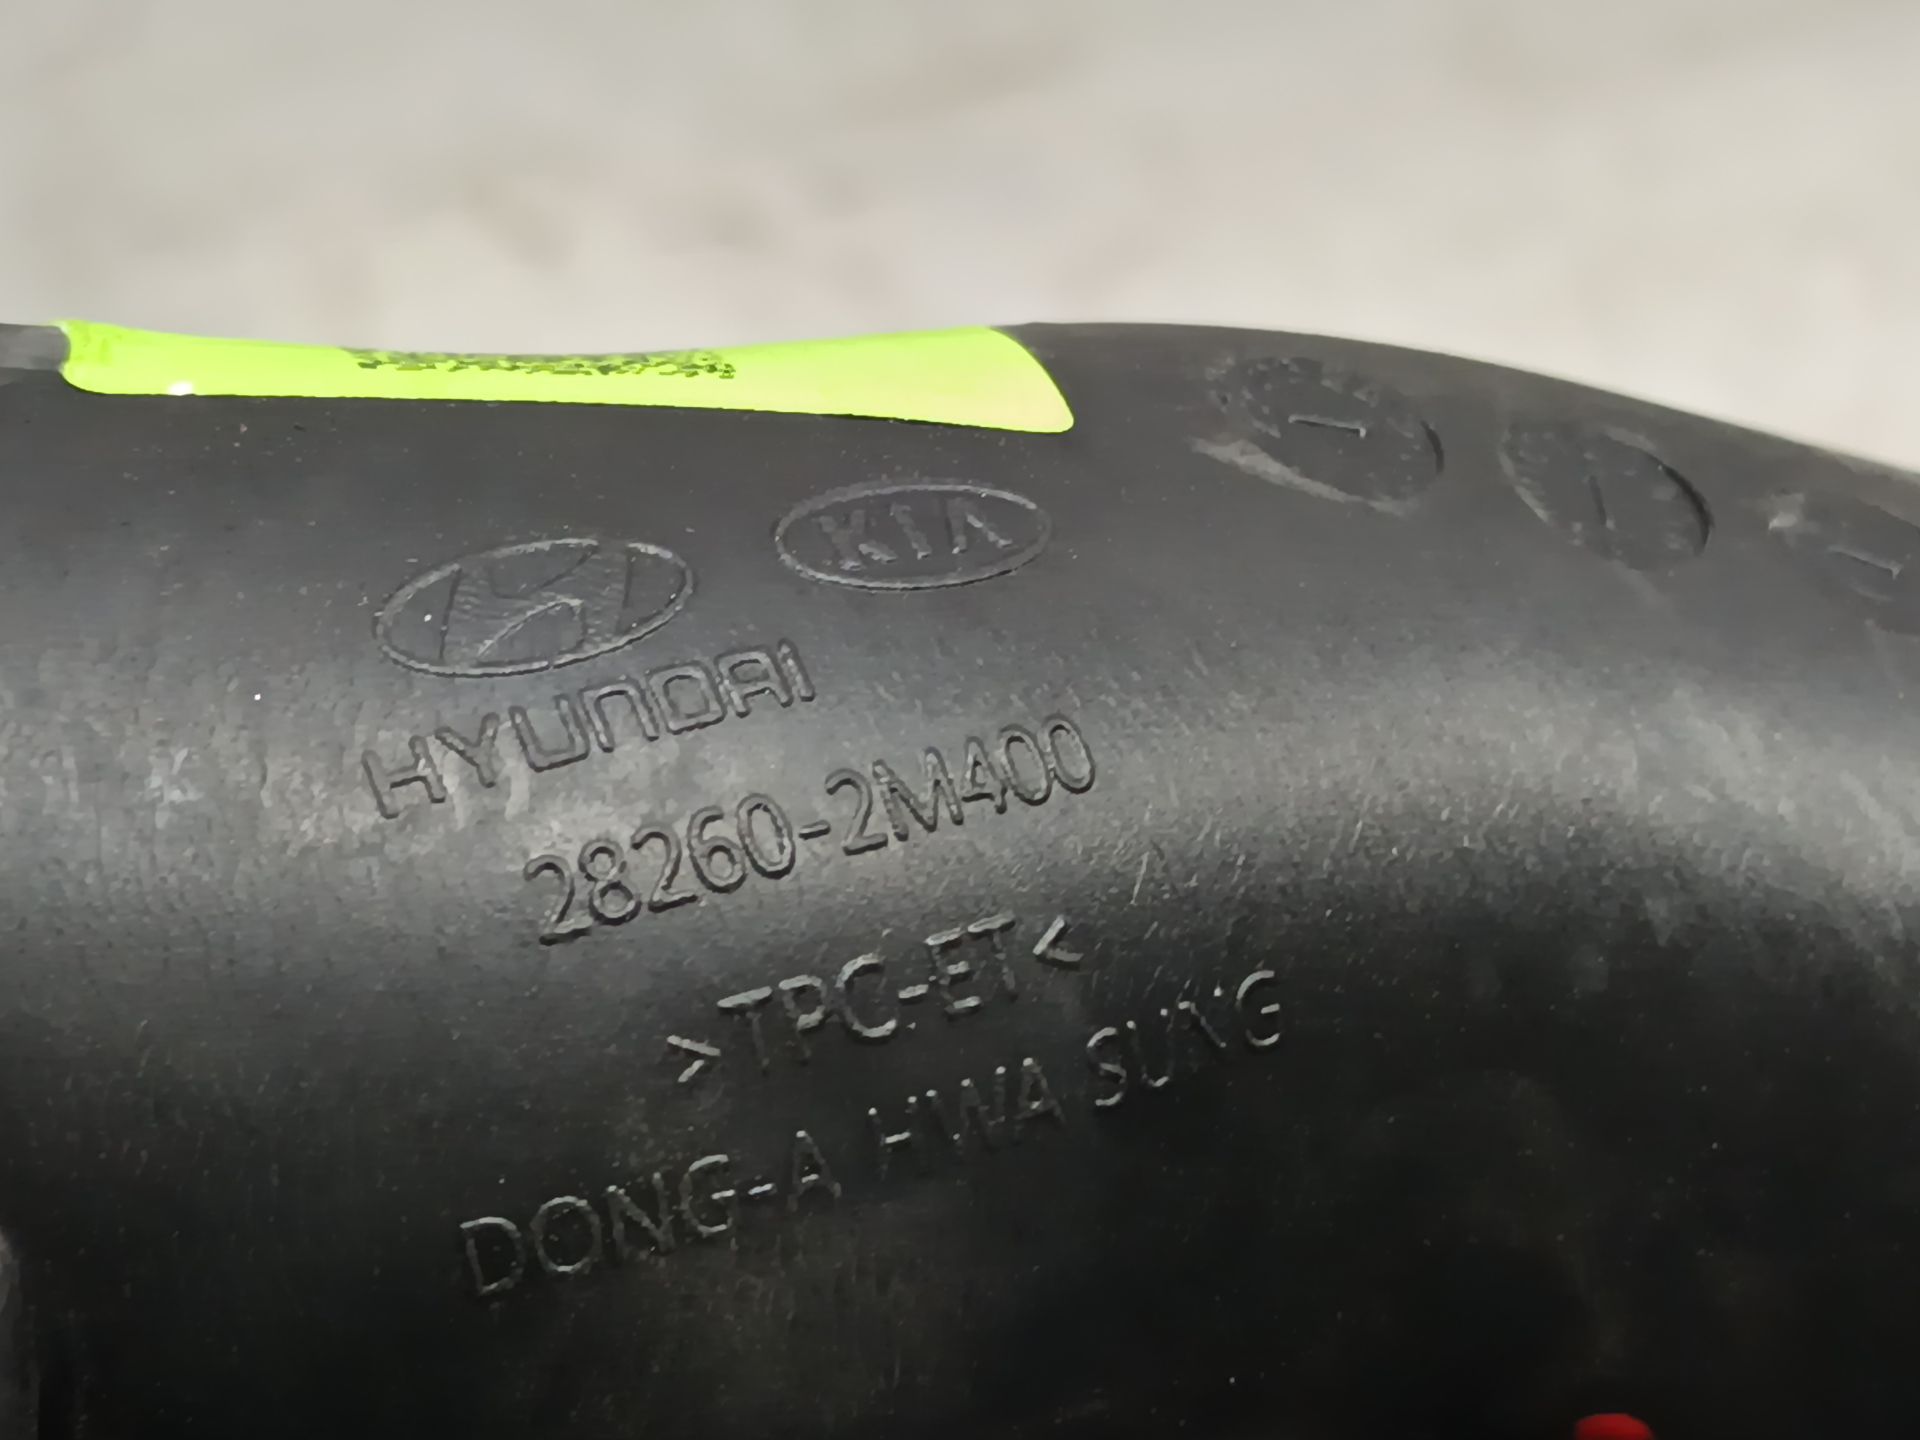 KIA
HYUNDAI
28260-2M400
>TPC-ET<
DONG-A HWA SUNG